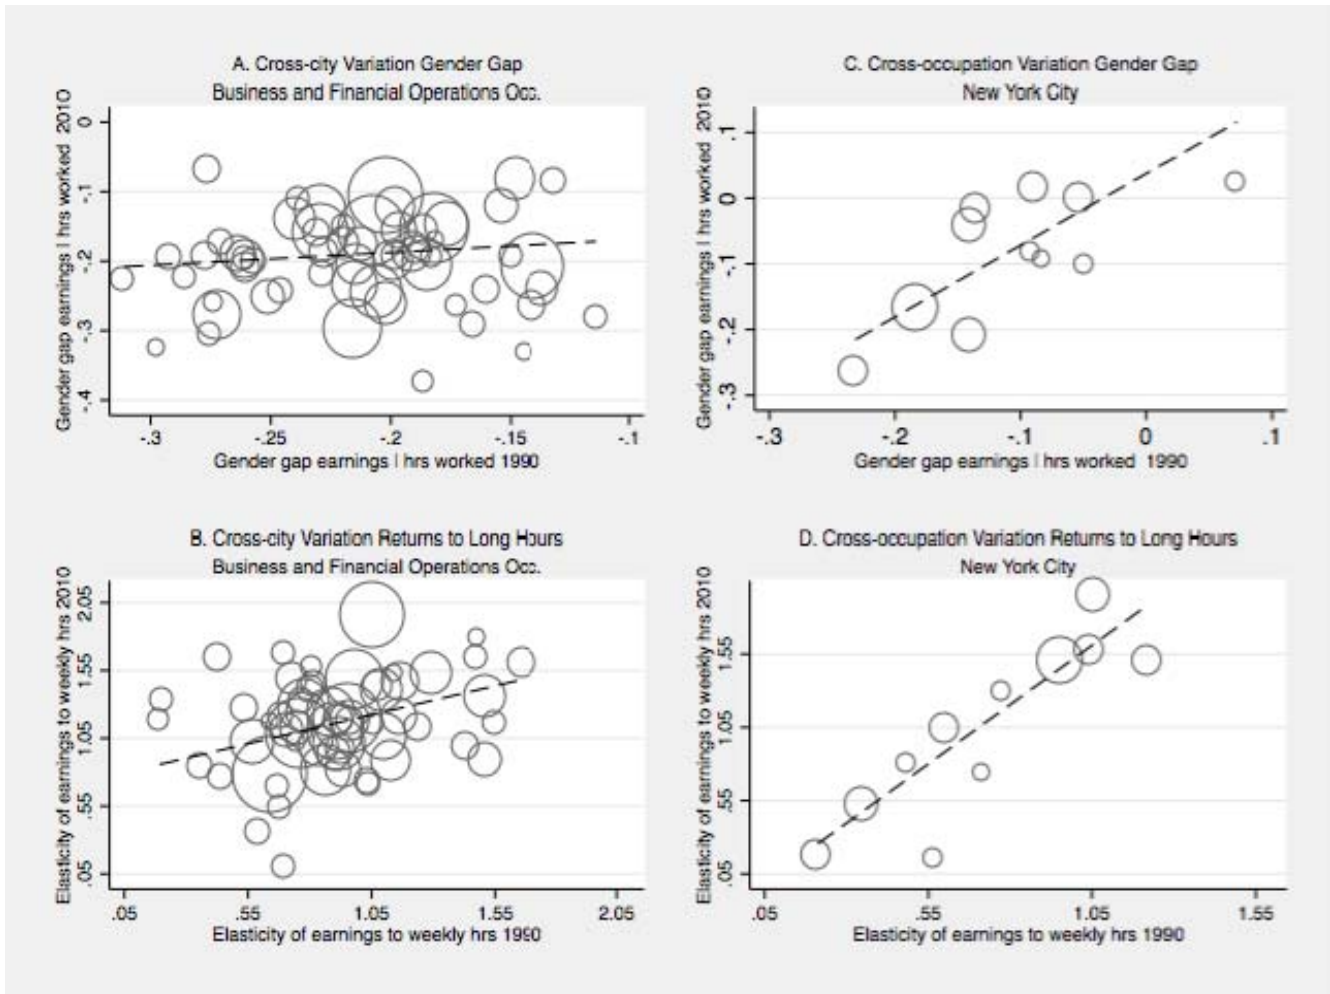 A. Cross-city Variation Gender Gap
Business and Financial Operations Occ.
Gender gap earnings | hrs worked 2010
0
-.1
-.2
-.3
-.4
-.3
-.25
-.2
-.15
-.1
Gender gap earnings | hrs worked 1990
C. Cross-occupation Variation Gender Gap
New York City
Gender gap earnings | hrs worked 2010
.1
0
-.1
-.2
-.3
-.3
-.2
-.1
0
.1
Gender gap earnings | hrs worked 1990
B. Cross-city Variation Returns to Long Hours
Business and Financial Operations Occ.
Elasticity of earnings to weekly hrs 2010
2.05
1.55
1.05
.55
.05
.05
.55
1.05
1.55
2.05
Elasticity of earnings to weekly hrs 1990
D. Cross-occupation Variation Returns to Long Hours
New York City
Elasticity of earnings to weekly hrs 2010
1.55
1.05
.55
.05
.05
.55
1.05
1.55
Elasticity of earnings to weekly hrs 1990